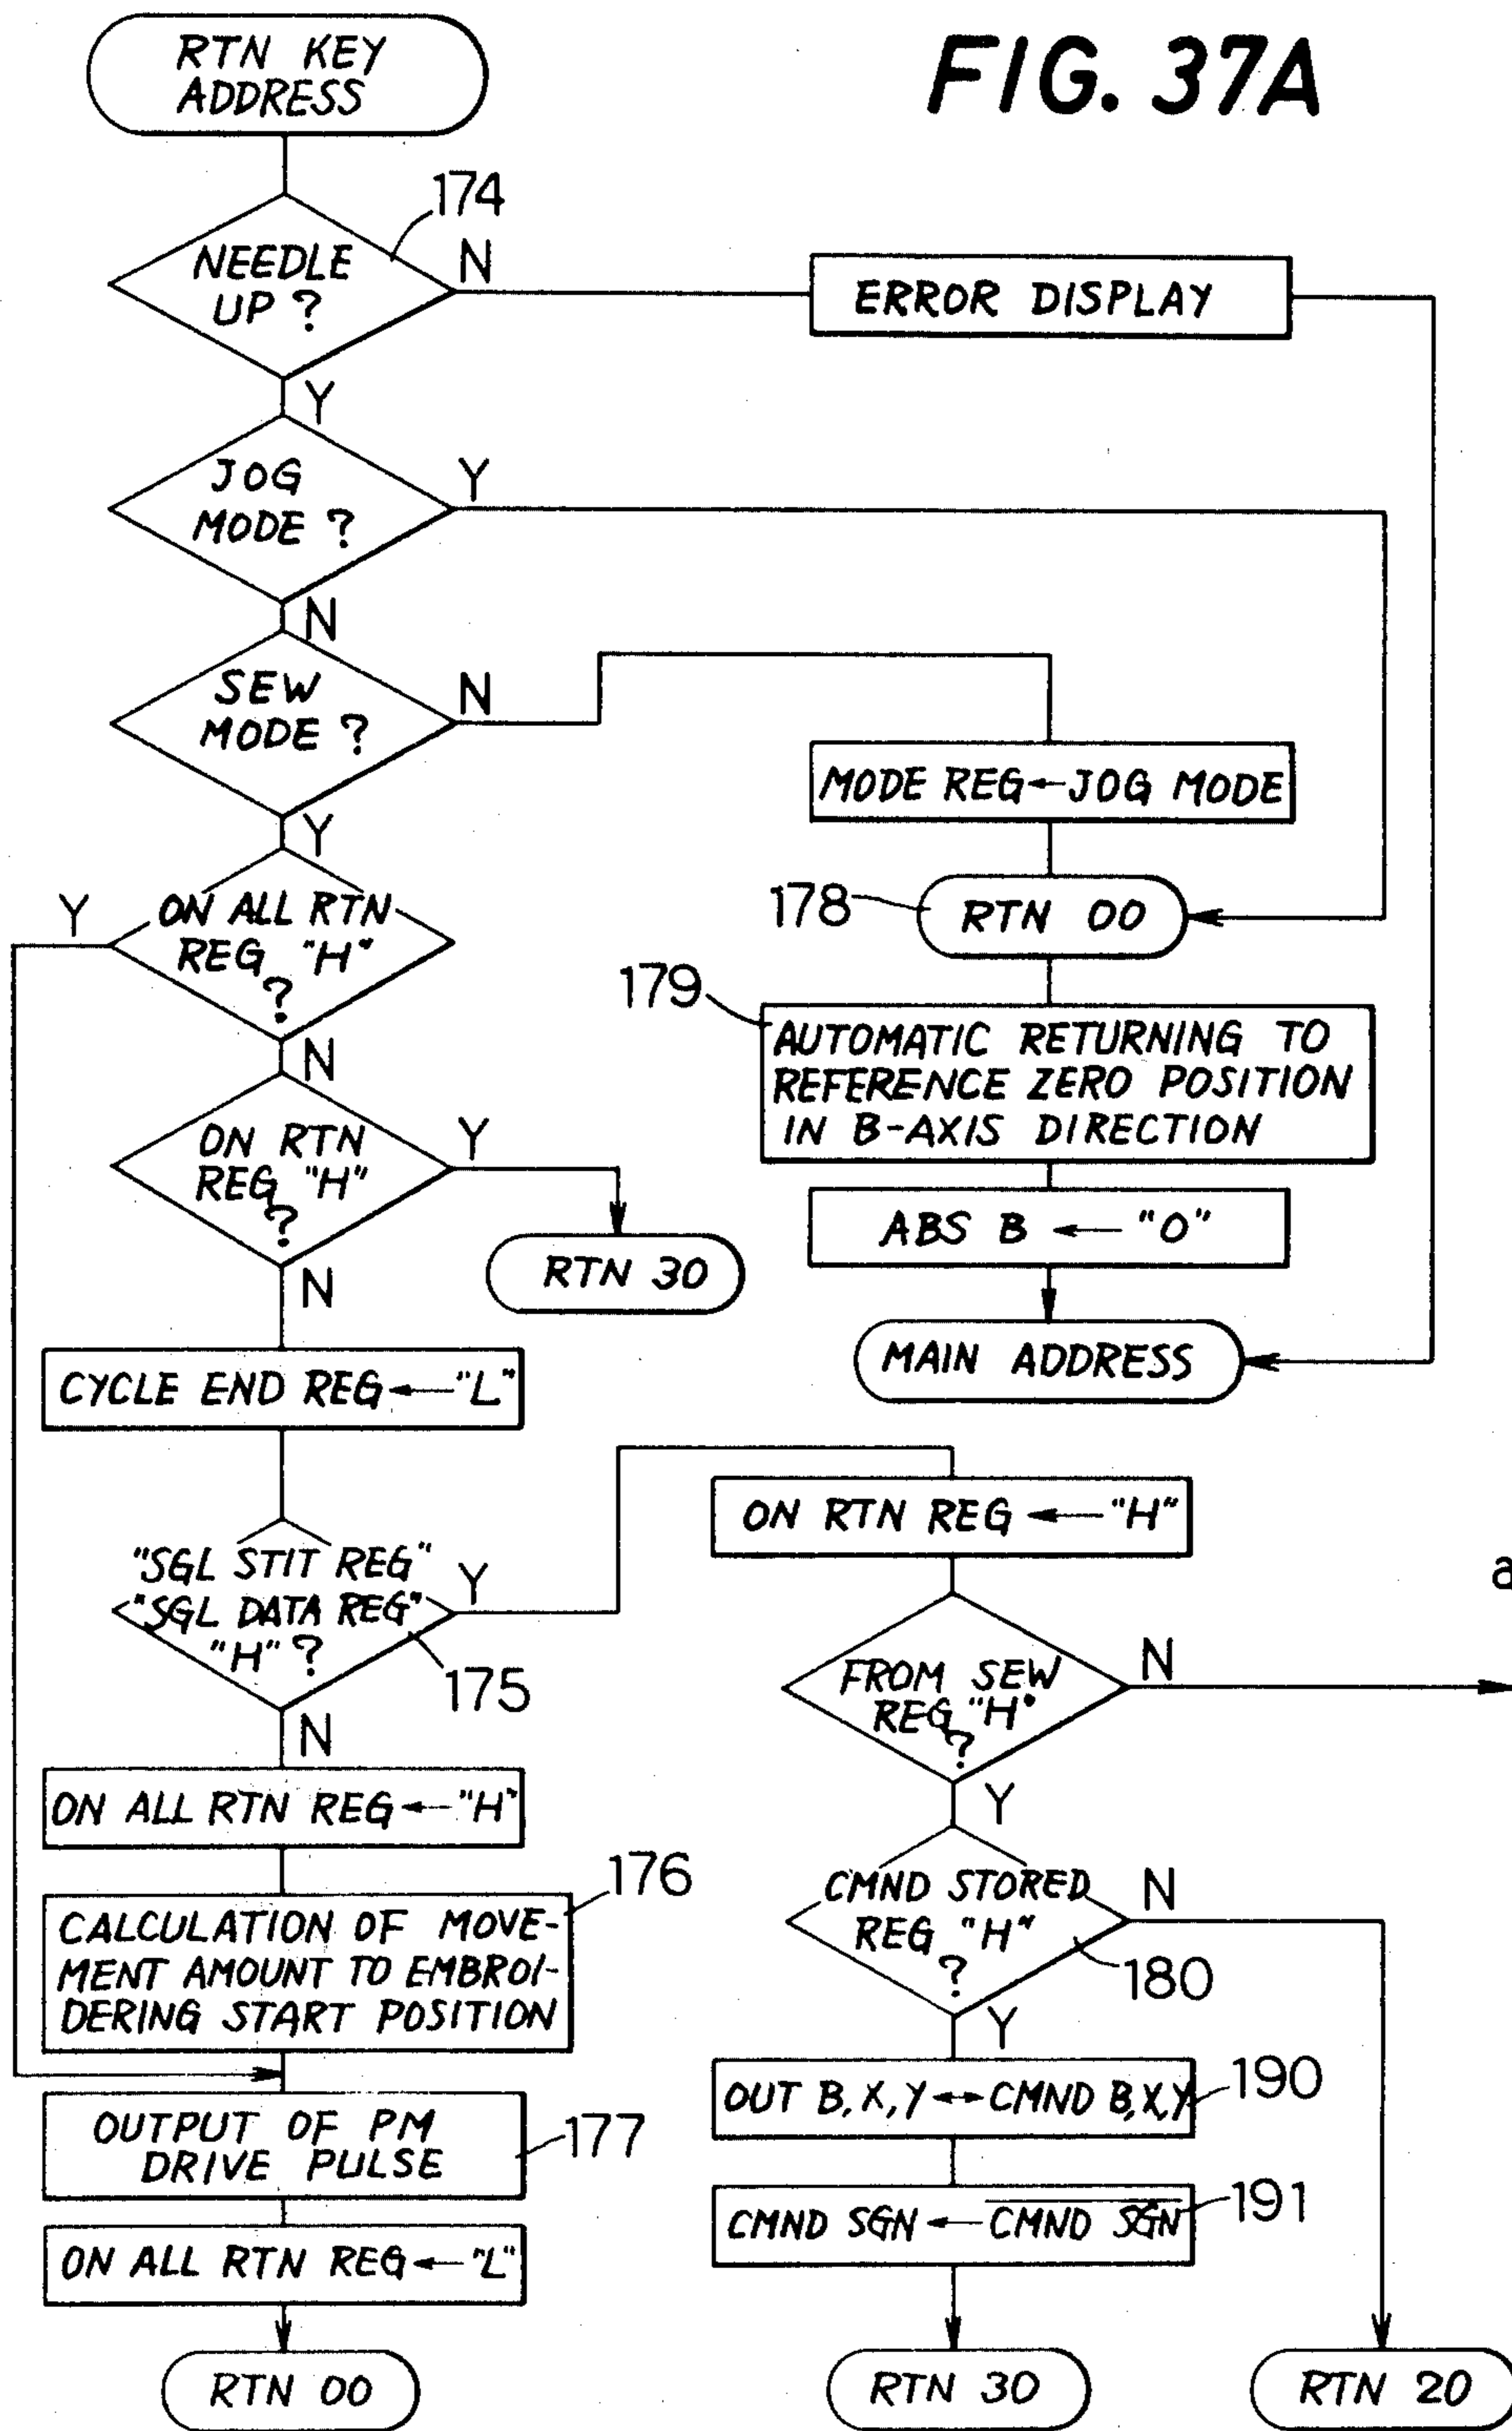 FIG. 37A
RTN KEY
ADDRESS
174
NEEDLE
UP ?
N
ERROR DISPLAY
Y
JOG
MODE ?
Y
N
SEW
MODE ?
N
MODE REG ← JOG MODE
Y
178
RTN 00
Y
ON ALL RTN
REG "H"
?
N
179
AUTOMATIC RETURNING TO
REFERENCE ZERO POSITION
IN B-AXIS DIRECTION
ON RTN
REG "H"
?
Y
RTN 30
N
ABS B ← "0"
MAIN ADDRESS
CYCLE END REG ← "L"
"SGL STIT REG"
"SGL DATA REG"
"H" ?
Y
175
N
ON RTN REG ← "H"
a
FROM SEW
REG "H"
?
N
Y
ON ALL RTN REG ← "H"
176
CALCULATION OF MOVE-
MENT AMOUNT TO EMBROI-
DERING START POSITION
CMND STORED
REG "H"
?
N
180
Y
OUTPUT OF PM
DRIVE PULSE
177
OUT B, X, Y ↔ CMND B, X, Y
190
CMND SGN ← C̅M̅N̅D̅ ̅S̅G̅N̅
191
ON ALL RTN REG ← "L"
RTN 00
RTN 30
RTN 20